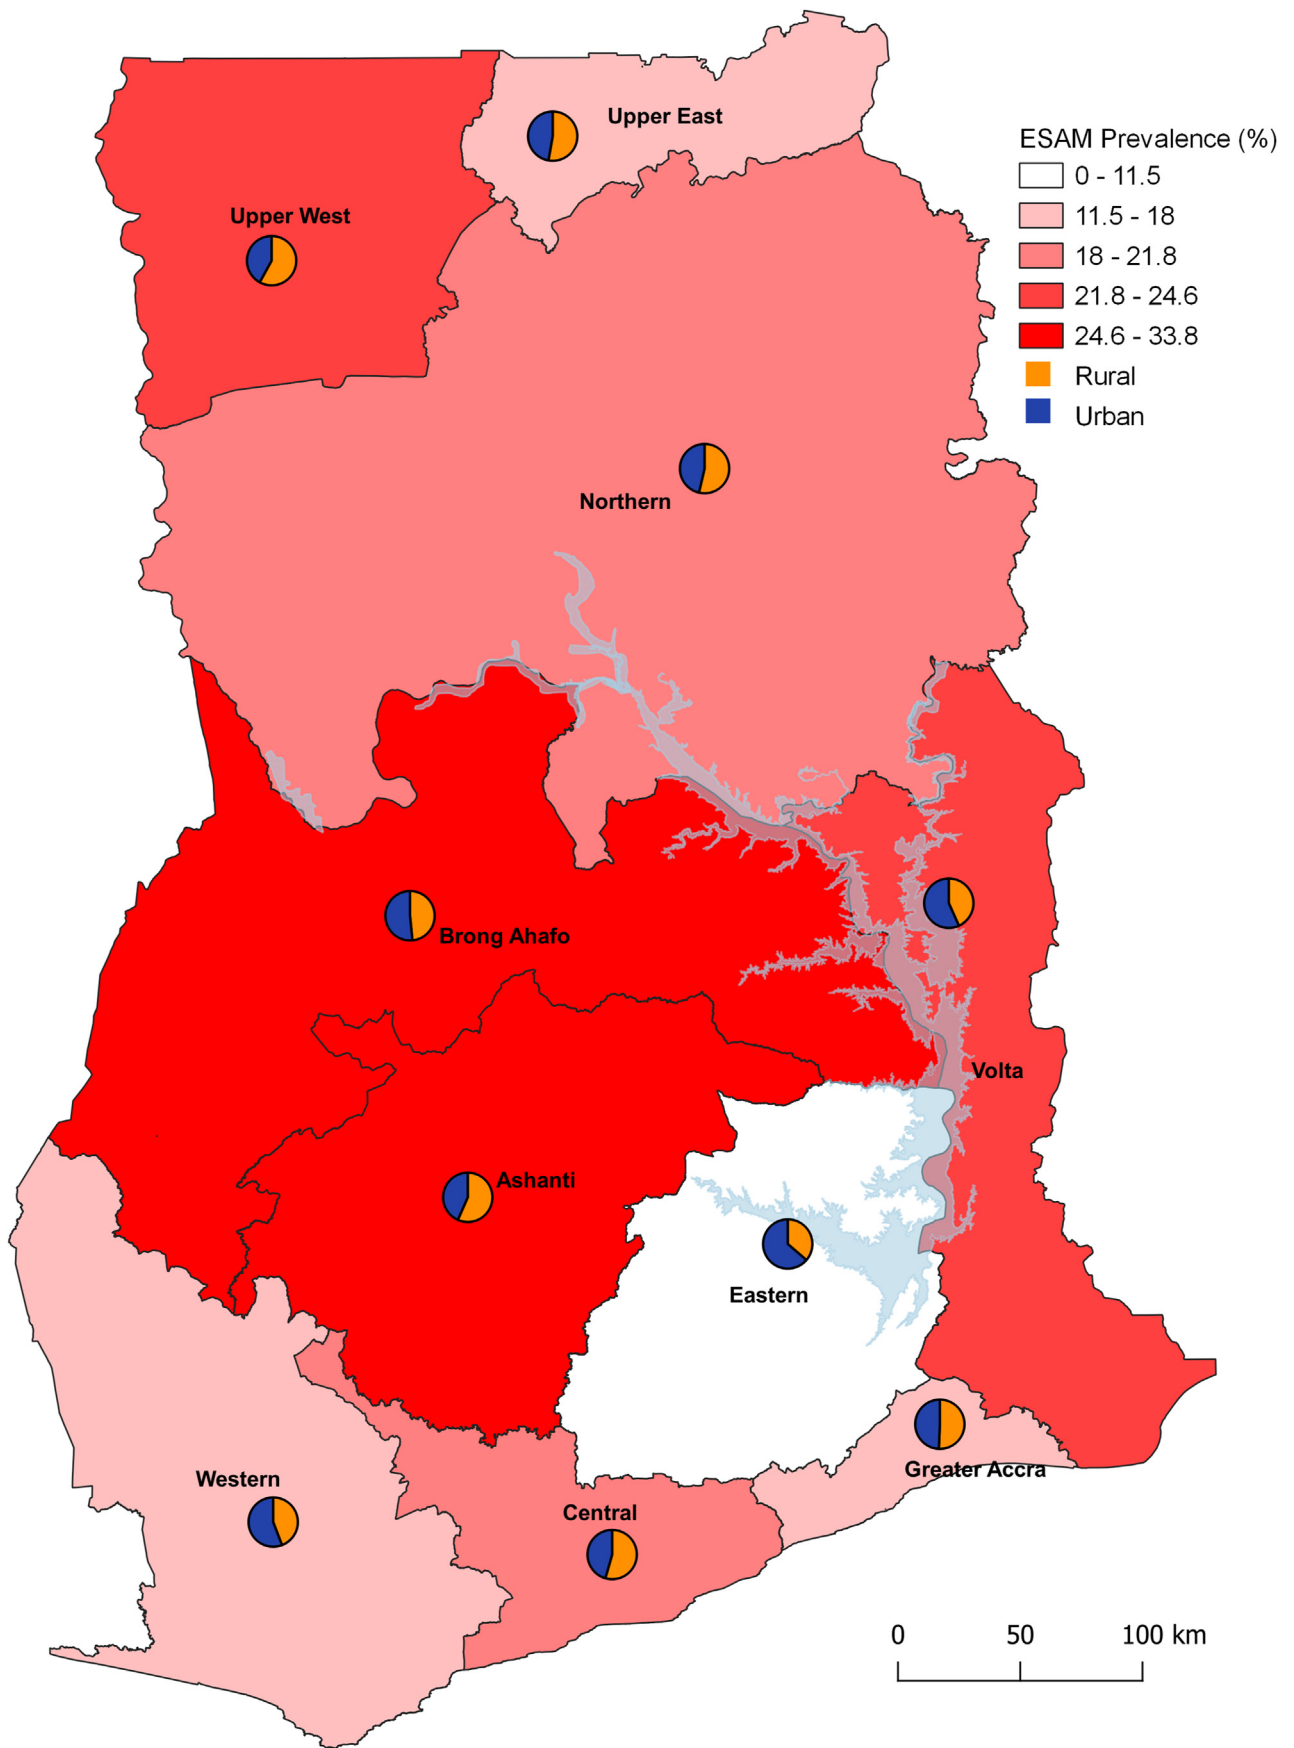 Upper East
ESAM Prevalence (%)
0 - 11.5
11.5 - 18
18 - 21.8
21.8 - 24.6
24.6 - 33.8
Rural
Urban
Upper West
Northern
Brong Ahafo
Volta
Ashanti
Eastern
Greater Accra
Western
Central
0 50 100 km